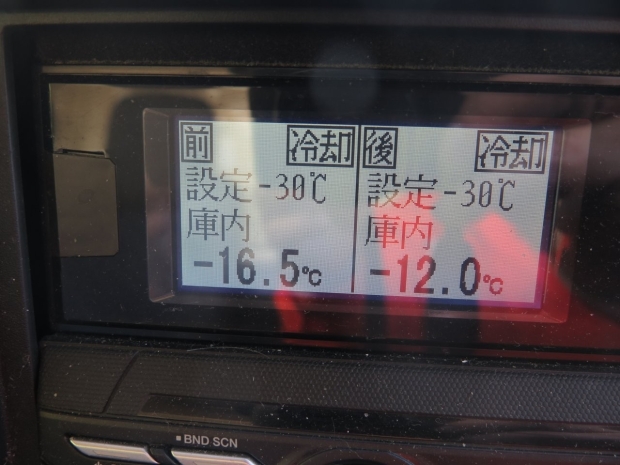 前 冷却 後 冷却
設定-30℃ 設定-30℃
庫内 庫内
-16.5℃ -12.0℃
BND SCN